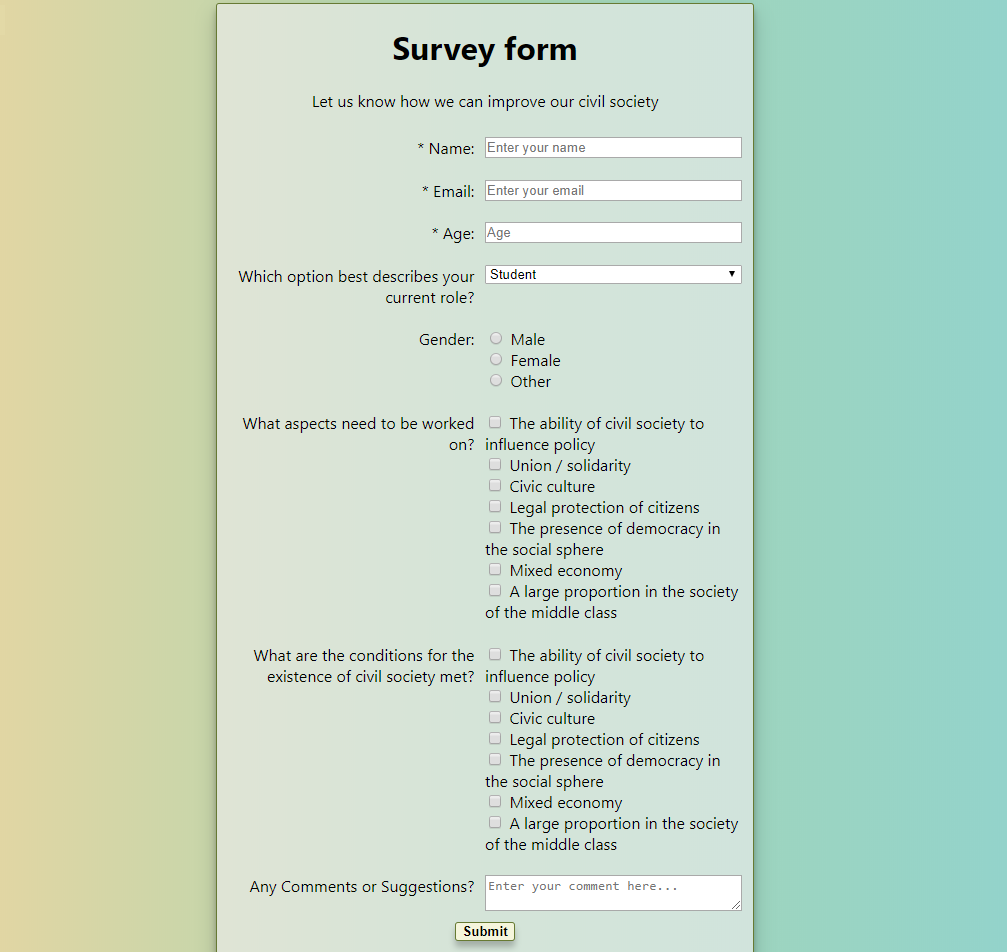 Survey form
Let us know how we can improve our civil society
* Name: Enter your name
* Email: Enter your email
* Age: Age
Which option best describes your Student
current role?
Gender: Male
Female
Other
What aspects need to be worked The ability of civil society to
on? influence policy
Union / solidarity
Civic culture
Legal protection of citizens
The presence of democracy in
the social sphere
Mixed economy
A large proportion in the society
of the middle class
What are the conditions for the The ability of civil society to
existence of civil society met? influence policy
Union / solidarity
Civic culture
Legal protection of citizens
The presence of democracy in
the social sphere
Mixed economy
A large proportion in the society
of the middle class
Any Comments or Suggestions? Enter your comment here...
Submit